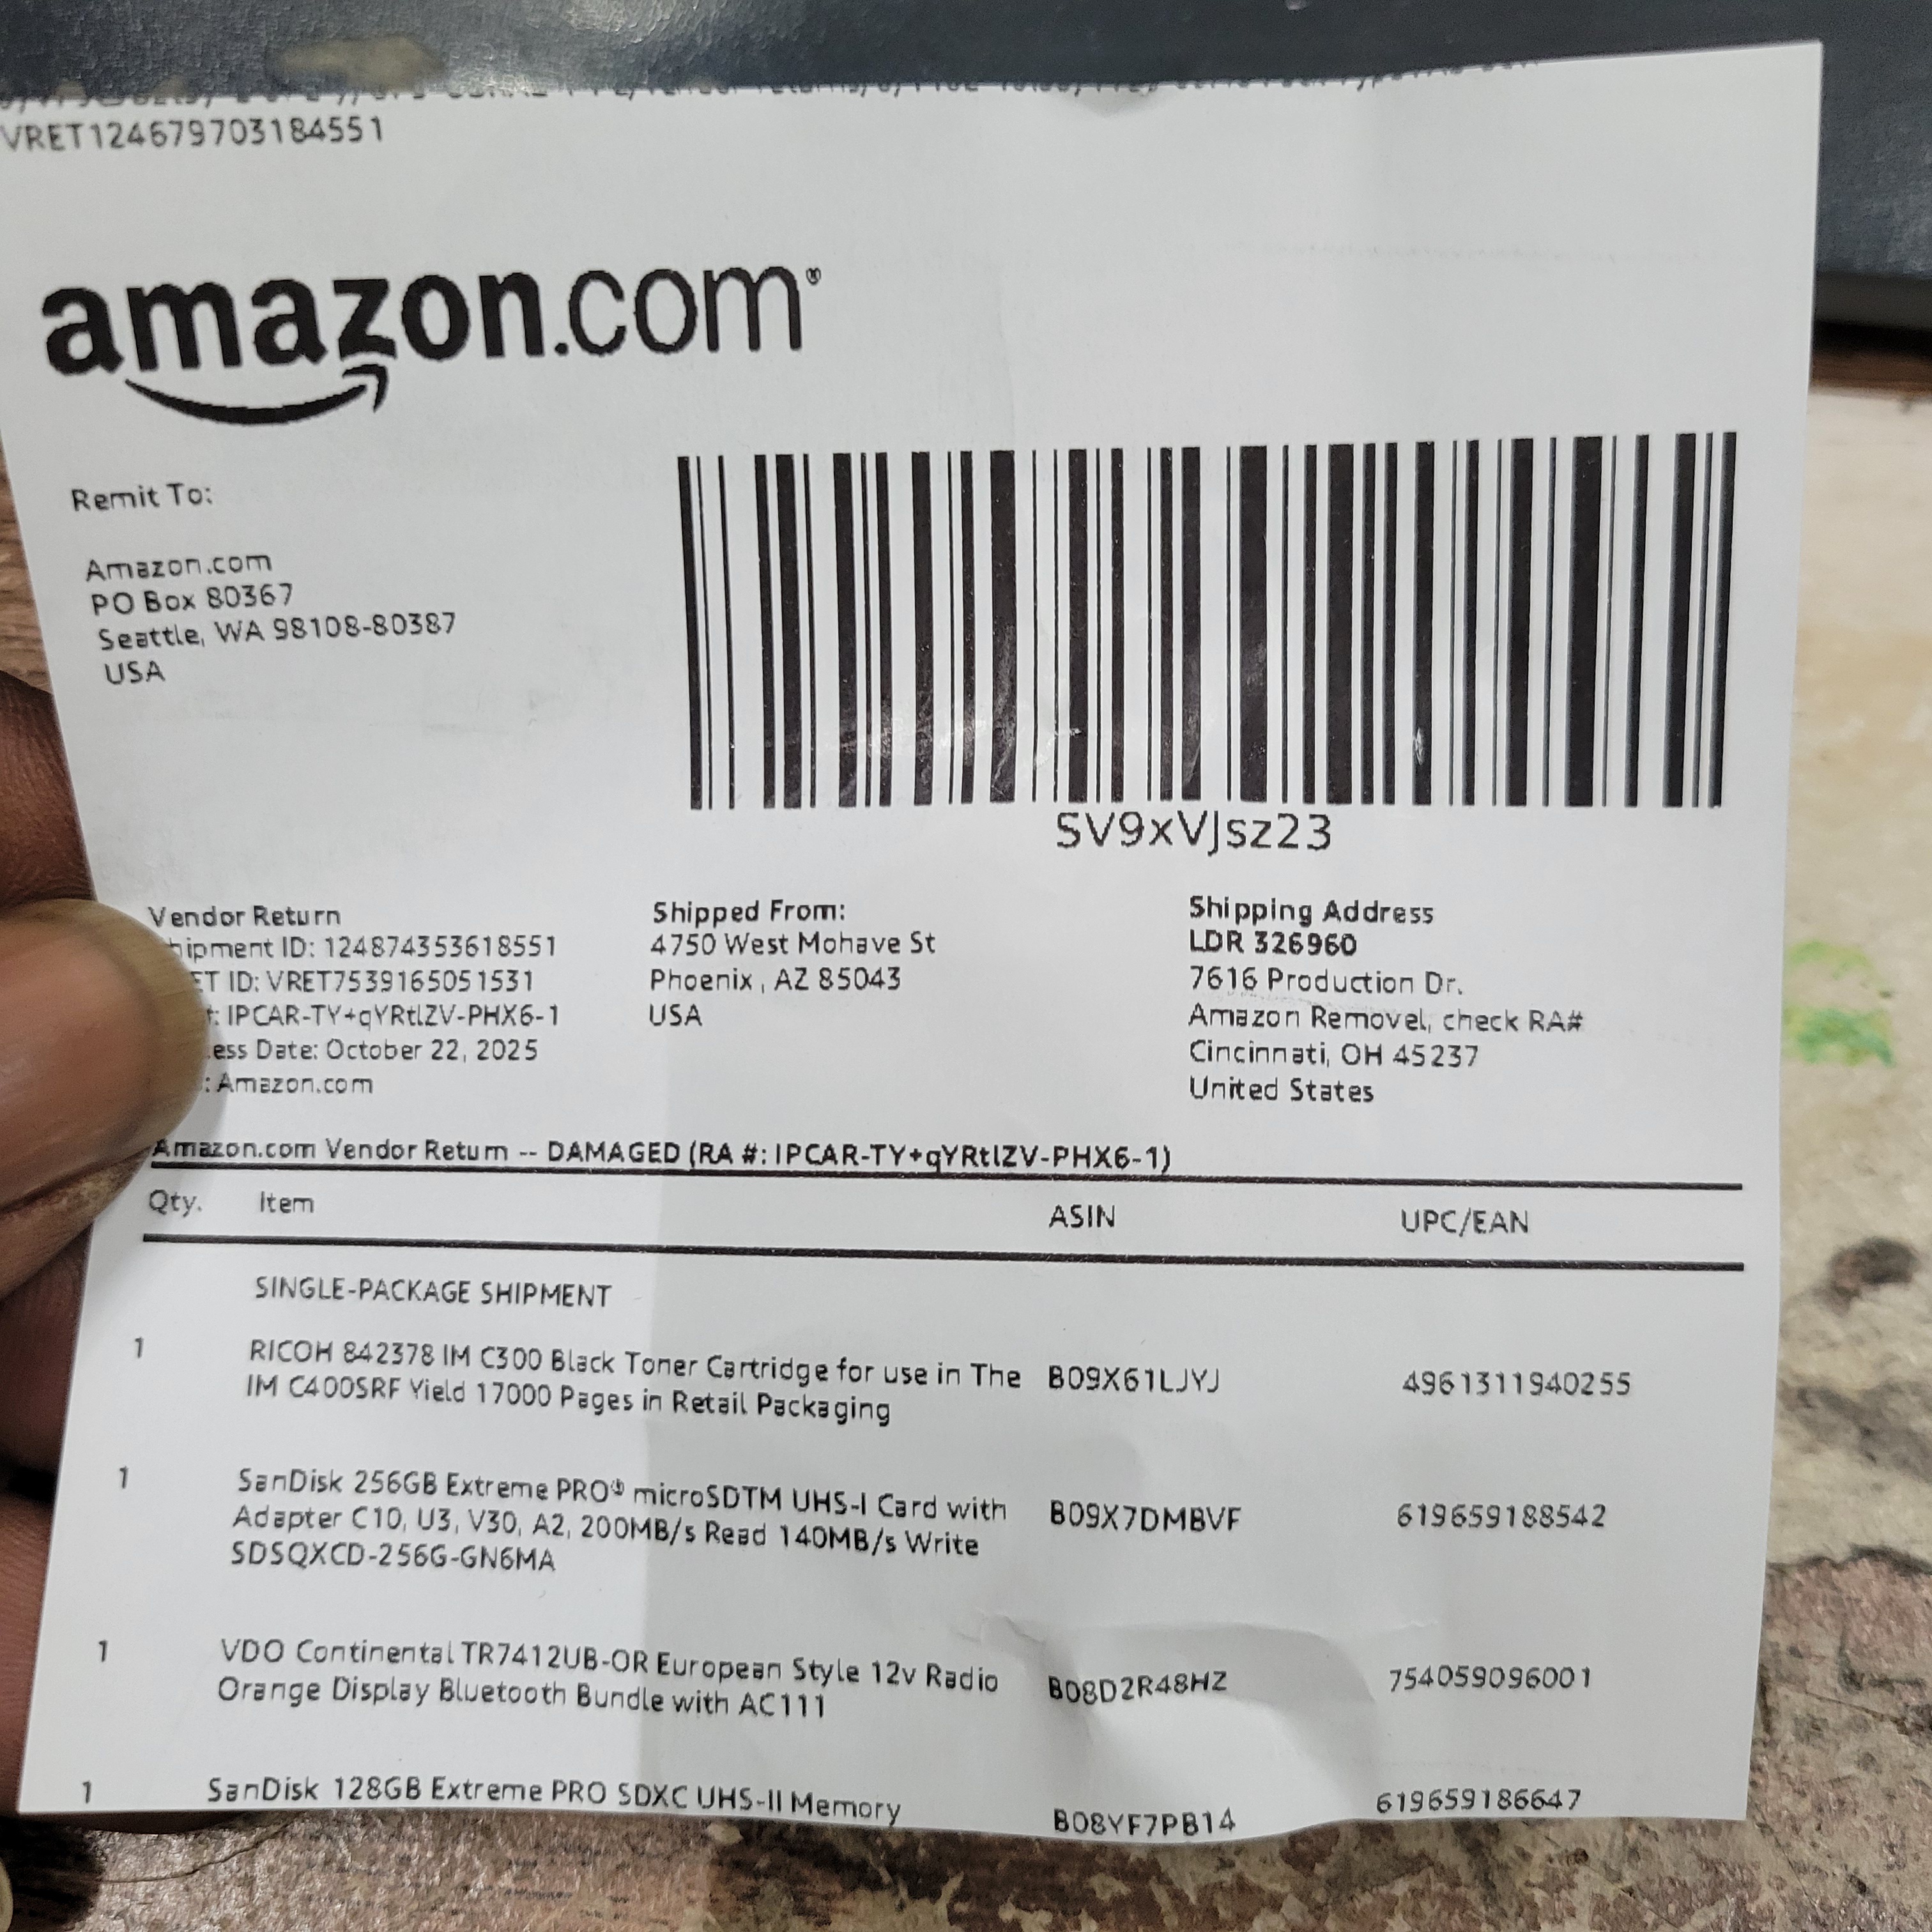 VRET124679703184551
amazon.com®
Remit To:
Amazon.com
PO Box 80367
Seattle, WA 98108-80387
USA
SV9xVJsz23
Vendor Return
hipment ID: 124874353618551
ET ID: VRET7539165051531
: IPCAR-TY+qYRtlZV-PHX6-1
ess Date: October 22, 2025
: Amazon.com
Shipped From:
4750 West Mohave St
Phoenix, AZ 85043
USA
Shipping Address
LDR 326960
7616 Production Dr.
Amazon Removel, check RA#
Cincinnati, OH 45237
United States
Amazon.com Vendor Return -- DAMAGED (RA #: IPCAR-TY+qYRtlZV-PHX6-1)
Qty. Item ASIN UPC/EAN
SINGLE-PACKAGE SHIPMENT
1 RICOH 842378 IM C300 Black Toner Cartridge for use in The B09X61LJYJ 4961311940255
IM C400SRF Yield 17000 Pages in Retail Packaging
1 SanDisk 256GB Extreme PRO® microSDTM UHS-I Card with B09X7DMBVF 619659188542
Adapter C10, U3, V30, A2, 200MB/s Read 140MB/s Write
SDSQXCD-256G-GN6MA
1 VDO Continental TR7412UB-OR European Style 12v Radio B08D2R48HZ 754059096001
Orange Display Bluetooth Bundle with AC111
1 SanDisk 128GB Extreme PRO SDXC UHS-II Memory B08YF7PB14 619659186647